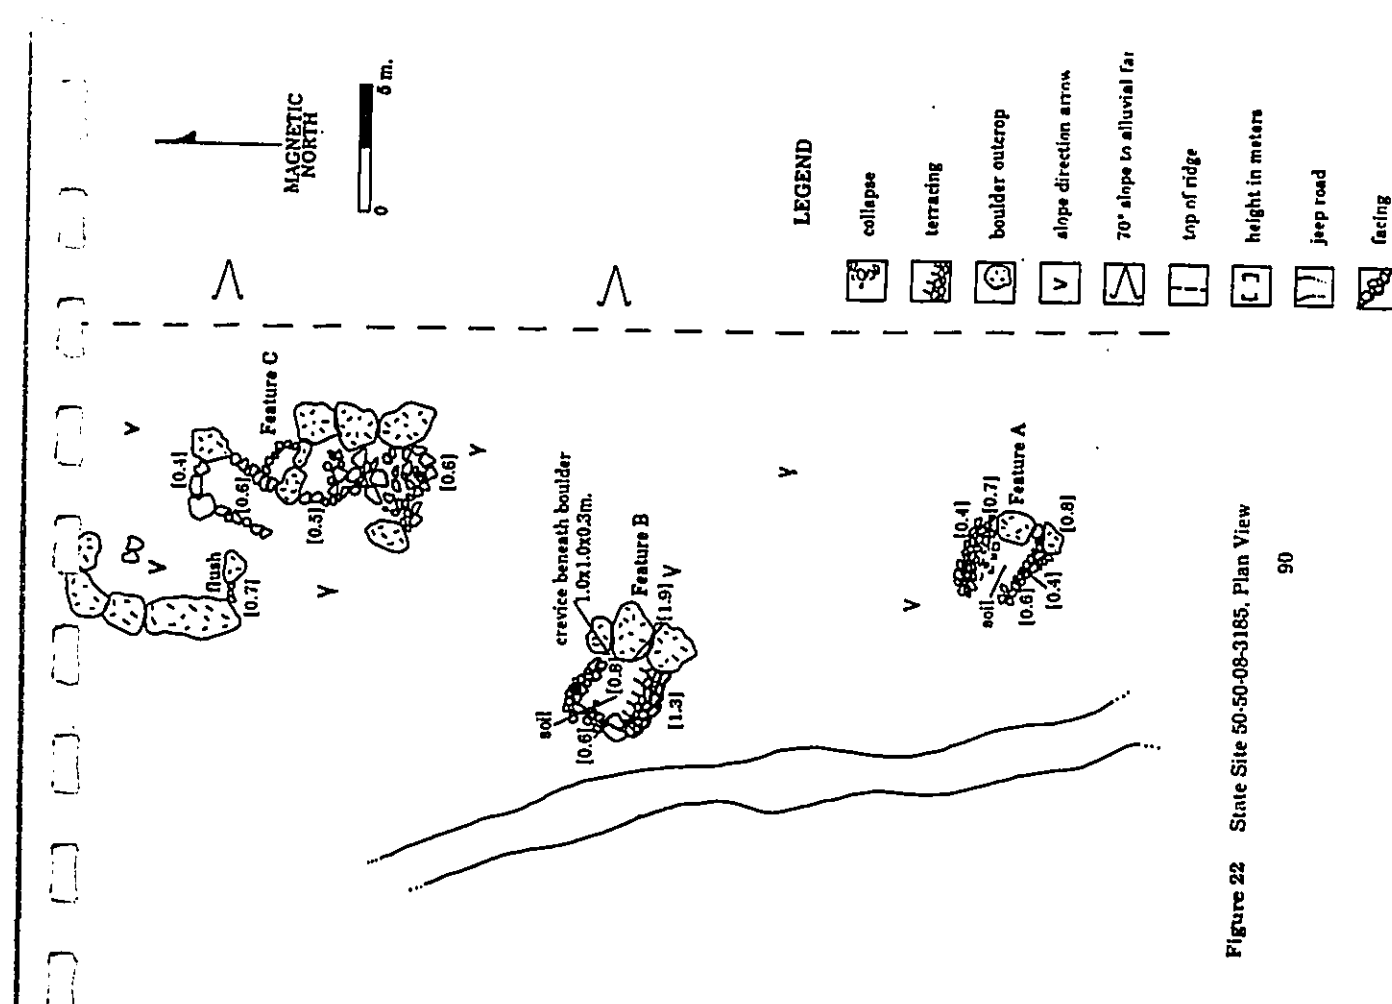 MAGNETIC
NORTH
0
5 m.
Feature C
[0.4]
[0.6]
[0.5]
[0.6]
flush
[0.7]
crevice beneath boulder
1.0x1.0x0.3m.
Feature B
[1.9]
soil
[0.8]
[0.6]
[1.3]
Feature A
[0.4]
[0.7]
[0.8]
soil
[0.6]
[0.4]
LEGEND
collapse
terracing
boulder outcrop
slope direction arrow
70° slope to alluvial fan
top of ridge
[ ] height in meters
jeep road
facing
Figure 22 State Site 50-50-08-3185, Plan View
90